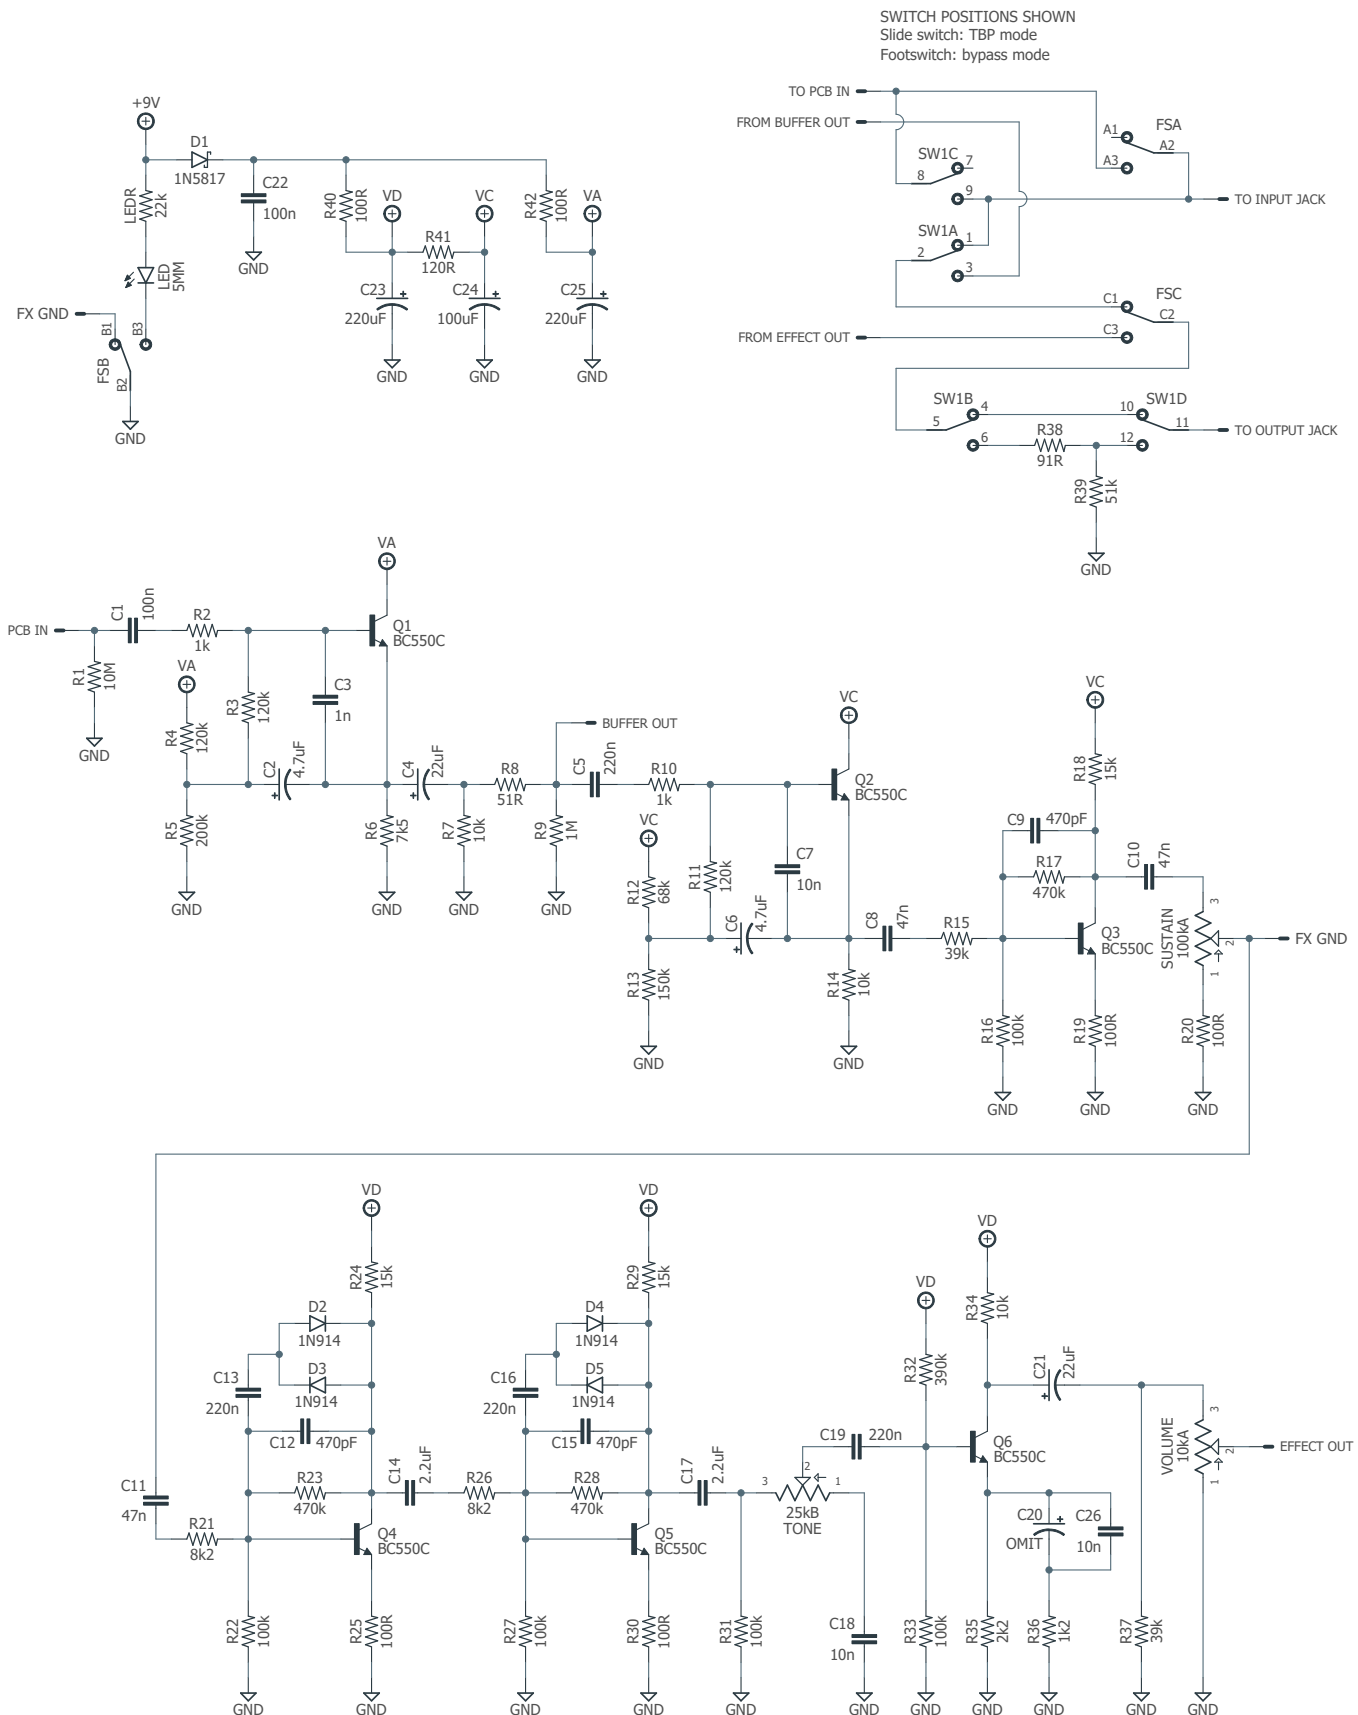 SWITCH POSITIONS SHOWN
Slide switch: TBP mode
Footswitch: bypass mode
+9V
D1
1N5817
LEDR
22k
C22
100n
GND
LED
5MM
FX GND
B1
B3
FSB
B2
GND
R40
100R
VD
R41
120R
VC
R42
100R
VA
C23
220uF
C24
100uF
C25
220uF
GND
GND
GND
TO PCB IN
FROM BUFFER OUT
A1
FSA
A2
A3
SW1C
7
8
9
TO INPUT JACK
SW1A
1
2
3
C1
FSC
C2
FROM EFFECT OUT
C3
SW1B
4
5
6
10
SW1D
11
12
TO OUTPUT JACK
R38
91R
R39
51k
GND
PCB IN
C1
100n
R2
1k
VA
Q1
BC550C
R1
10M
GND
VA
R4
120k
R3
120k
C3
1n
C2
4.7uF
C4
22uF
R5
200k
GND
R6
7k5
GND
R7
10k
GND
R8
51R
BUFFER OUT
R9
1M
GND
C5
220n
R10
1k
VC
Q2
BC550C
VC
R12
68k
R11
120k
C7
10n
C6
4.7uF
R13
150k
GND
R14
10k
GND
C8
47n
R15
39k
VC
R18
15k
C9
470pF
R17
470k
C10
47n
Q3
BC550C
SUSTAIN
100kA
3
2
1
FX GND
R16
100k
GND
R19
100R
GND
R20
100R
GND
VD
R24
15k
D2
1N914
D3
1N914
C13
220n
C12
470pF
R23
470k
C11
47n
R21
8k2
Q4
BC550C
R22
100k
GND
R25
100R
GND
C14
2.2uF
R26
8k2
VD
R29
15k
D4
1N914
D5
1N914
C16
220n
C15
470pF
R28
470k
Q5
BC550C
R27
100k
GND
R30
100R
GND
C17
2.2uF
R31
100k
GND
3
2
1
25kB
TONE
C18
10n
GND
C19
220n
VD
R32
390k
R33
100k
GND
VD
R34
10k
Q6
BC550C
C21
22uF
C20
OMIT
C26
10n
R35
2k2
GND
R36
1k2
GND
R37
39k
GND
VOLUME
10kA
3
2
1
EFFECT OUT
GND